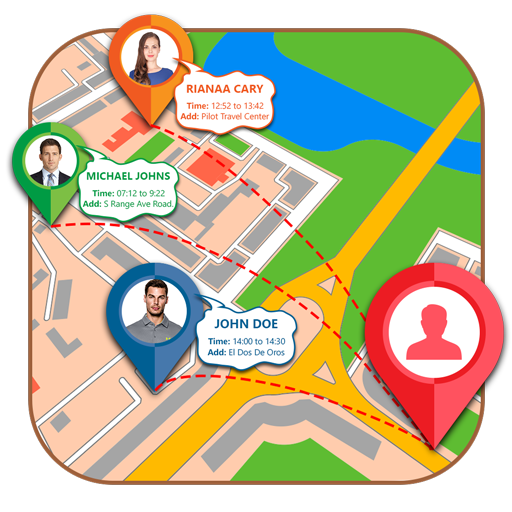 RIANAA CARY
Time: 12:52 to 13:42
Add: Pilot Travel Center
MICHAEL JOHNS
Time: 07:12 to 9:22
Add: S Range Ave Road.
JOHN DOE
Time: 14:00 to 14:30
Add: El Dos De Oros